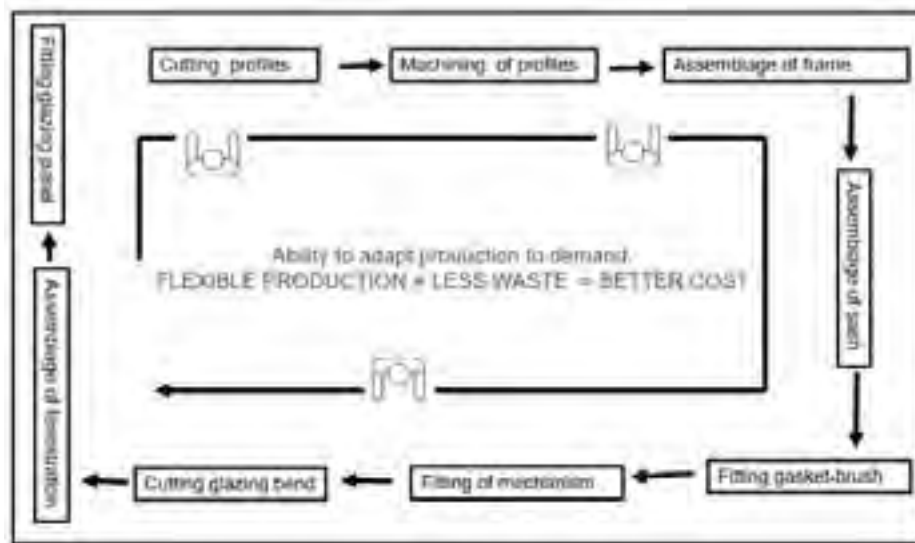 Cutting profiles
Machining of profiles
Assemblage of frame
Assemblage of sash
Fitting gasket-brush
Fitting of mechanism
Cutting glazing bend
Assemblage of fenestration
Fitting glazing panel
Ability to adapt production to demand.
FLEXIBLE PRODUCTION = LESS WASTE = BETTER COST